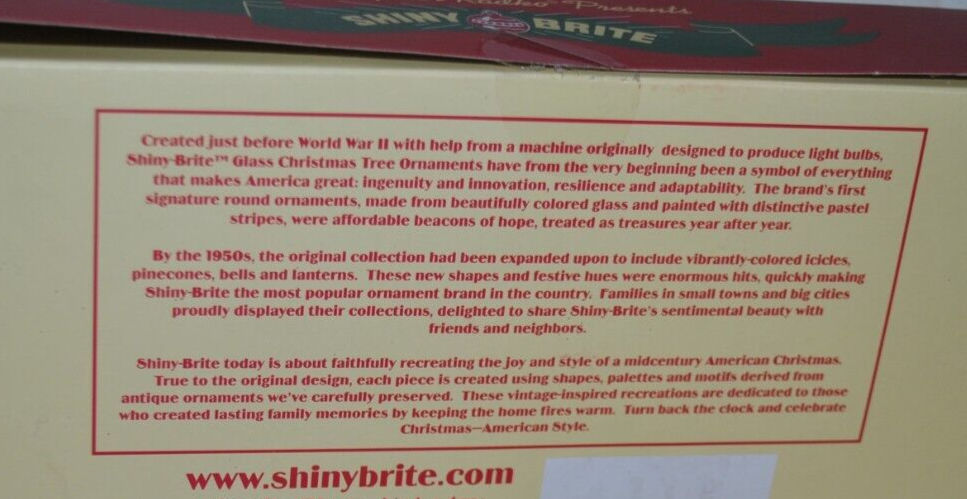 Radko Presents
SHINY BRITE
Created just before World War II with help from a machine originally designed to produce light bulbs,
Shiny-Brite™ Glass Christmas Tree Ornaments have from the very beginning been a symbol of everything
that makes America great: ingenuity and innovation, resilience and adaptability. The brand's first
signature round ornaments, made from beautifully colored glass and painted with distinctive pastel
stripes, were affordable beacons of hope, treated as treasures year after year.
By the 1950s, the original collection had been expanded upon to include vibrantly-colored icicles,
pinecones, bells and lanterns. These new shapes and festive hues were enormous hits, quickly making
Shiny-Brite the most popular ornament brand in the country. Families in small towns and big cities
proudly displayed their collections, delighted to share Shiny-Brite's sentimental beauty with
friends and neighbors.
Shiny-Brite today is about faithfully recreating the joy and style of a midcentury American Christmas.
True to the original design, each piece is created using shapes, palettes and motifs derived from
antique ornaments we've carefully preserved. These vintage-inspired recreations are dedicated to those
who created lasting family memories by keeping the home fires warm. Turn back the clock and celebrate
Christmas—American Style.
www.shinybrite.com